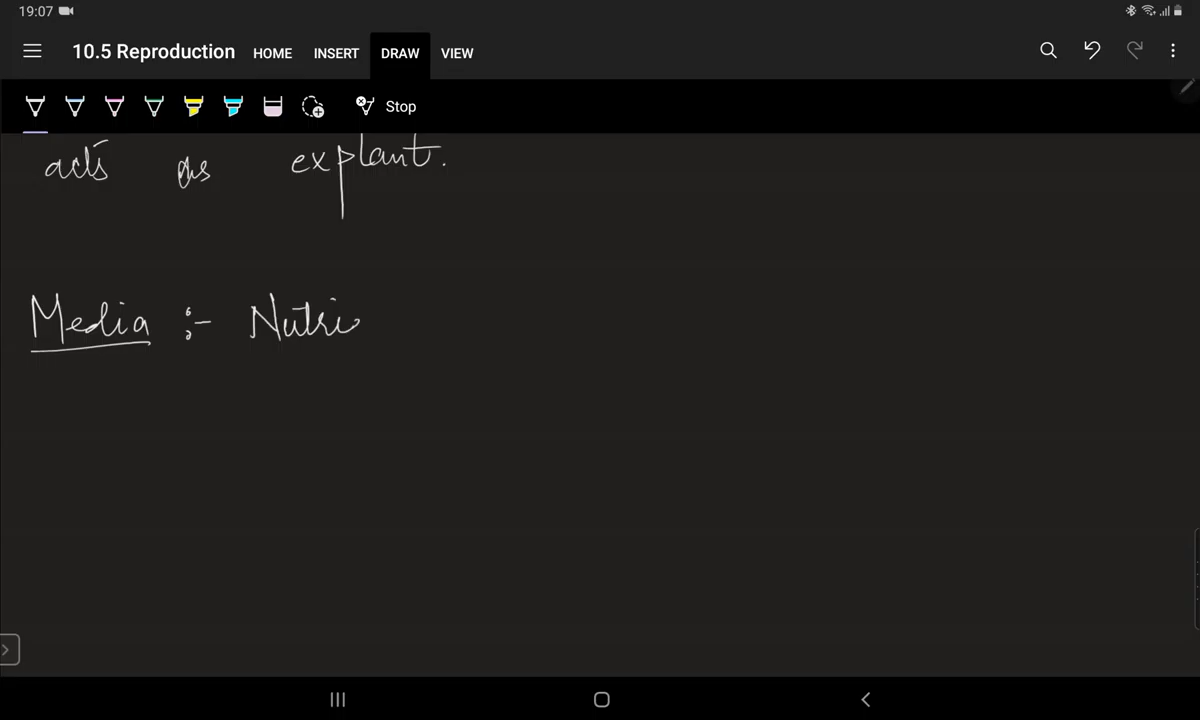 19:07
10.5 Reproduction HOME INSERT DRAW VIEW
Stop
acts as explant.
Media :- Nutri